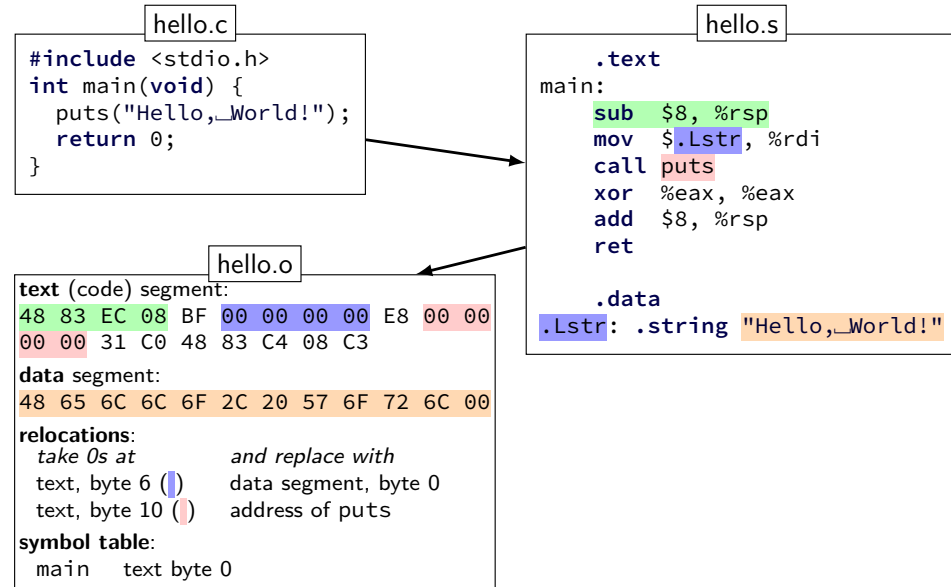 hello.c
#include <stdio.h>
int main(void) {
  puts("Hello,␣World!");
  return 0;
}
hello.s
    .text
main:
    sub $8, %rsp
    mov $.Lstr, %rdi
    call puts
    xor %eax, %eax
    add $8, %rsp
    ret
    .data
.Lstr: .string "Hello,␣World!"
hello.o
text (code) segment:
48 83 EC 08 BF 00 00 00 00 E8 00 00
00 00 31 C0 48 83 C4 08 C3
data segment:
48 65 6C 6C 6F 2C 20 57 6F 72 6C 00
relocations:
take 0s at and replace with
text, byte 6 ( ) data segment, byte 0
text, byte 10 ( ) address of puts
symbol table:
main text byte 0